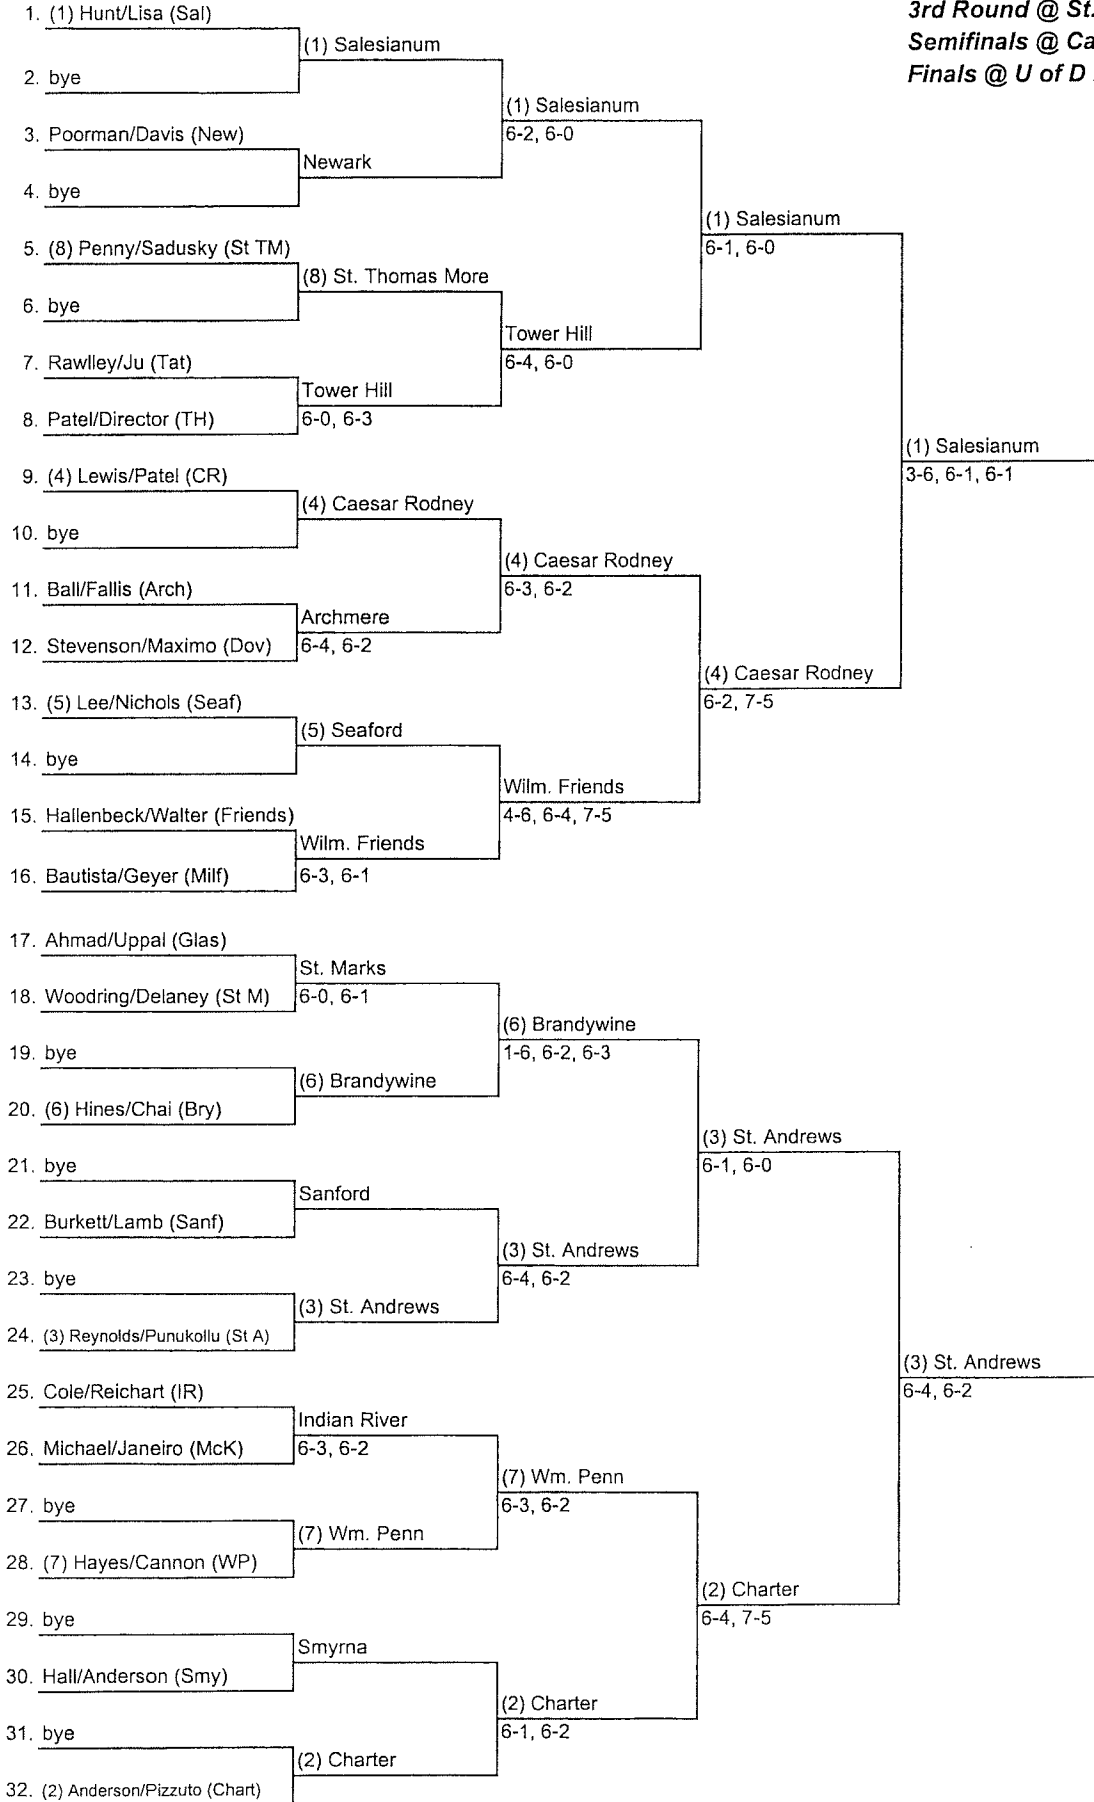 1. (1) Hunt/Lisa (Sal)
2. bye
3. Poorman/Davis (New)
4. bye
5. (8) Penny/Sadusky (St TM)
6. bye
7. Rawlley/Ju (Tat)
8. Patel/Director (TH)
9. (4) Lewis/Patel (CR)
10. bye
11. Ball/Fallis (Arch)
12. Stevenson/Maximo (Dov)
13. (5) Lee/Nichols (Seaf)
14. bye
15. Hallenbeck/Walter (Friends)
16. Bautista/Geyer (Milf)
17. Ahmad/Uppal (Glas)
18. Woodring/Delaney (St M)
19. bye
20. (6) Hines/Chai (Bry)
21. bye
22. Burkett/Lamb (Sanf)
23. bye
24. (3) Reynolds/Punukollu (St A)
25. Cole/Reichart (IR)
26. Michael/Janeiro (McK)
27. bye
28. (7) Hayes/Cannon (WP)
29. bye
30. Hall/Anderson (Smy)
31. bye
32. (2) Anderson/Pizzuto (Chart)
(1) Salesianum
Newark
(8) St. Thomas More
Tower Hill
6-0, 6-3
(4) Caesar Rodney
Archmere
6-4, 6-2
(5) Seaford
Wilm. Friends
6-3, 6-1
St. Marks
6-0, 6-1
(6) Brandywine
Sanford
(3) St. Andrews
Indian River
6-3, 6-2
(7) Wm. Penn
Smyrna
(2) Charter
(1) Salesianum
6-2, 6-0
Tower Hill
6-4, 6-0
(4) Caesar Rodney
6-3, 6-2
Wilm. Friends
4-6, 6-4, 7-5
(6) Brandywine
1-6, 6-2, 6-3
(3) St. Andrews
6-4, 6-2
(7) Wm. Penn
6-3, 6-2
(2) Charter
6-1, 6-2
(1) Salesianum
6-1, 6-0
(4) Caesar Rodney
6-2, 7-5
(3) St. Andrews
6-1, 6-0
(2) Charter
6-4, 7-5
3rd Round @ St.
Semifinals @ Ca
Finals @ U of D
(1) Salesianum
3-6, 6-1, 6-1
(3) St. Andrews
6-4, 6-2